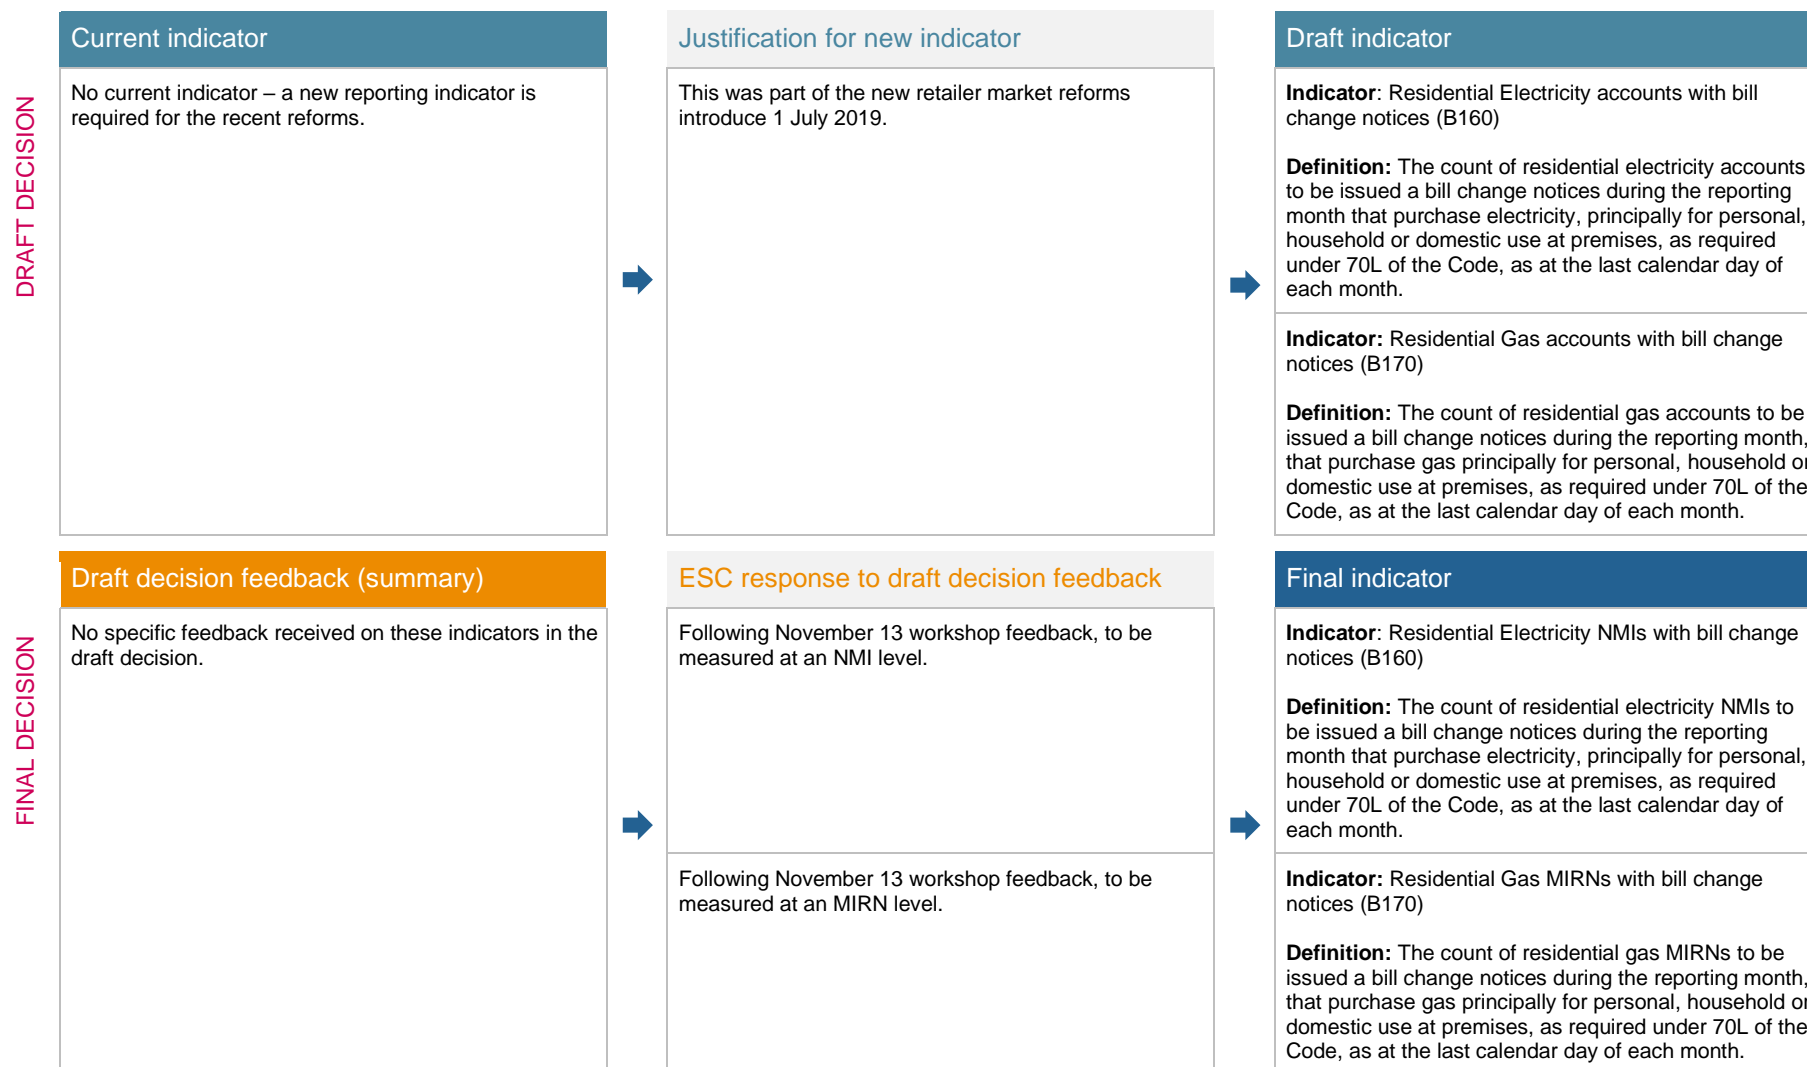 DRAFT DECISION
Current indicator
No current indicator – a new reporting indicator is
required for the recent reforms.
Justification for new indicator
This was part of the new retailer market reforms
introduce 1 July 2019.
Draft indicator
Indicator: Residential Electricity accounts with bill
change notices (B160)
Definition: The count of residential electricity accounts
to be issued a bill change notices during the reporting
month that purchase electricity, principally for personal,
household or domestic use at premises, as required
under 70L of the Code, as at the last calendar day of
each month.
Indicator: Residential Gas accounts with bill change
notices (B170)
Definition: The count of residential gas accounts to be
issued a bill change notices during the reporting month,
that purchase gas principally for personal, household or
domestic use at premises, as required under 70L of the
Code, as at the last calendar day of each month.
FINAL DECISION
Draft decision feedback (summary)
No specific feedback received on these indicators in the
draft decision.
ESC response to draft decision feedback
Following November 13 workshop feedback, to be
measured at an NMI level.
Following November 13 workshop feedback, to be
measured at an MIRN level.
Final indicator
Indicator: Residential Electricity NMIs with bill change
notices (B160)
Definition: The count of residential electricity NMIs to
be issued a bill change notices during the reporting
month that purchase electricity, principally for personal,
household or domestic use at premises, as required
under 70L of the Code, as at the last calendar day of
each month.
Indicator: Residential Gas MIRNs with bill change
notices (B170)
Definition: The count of residential gas MIRNs to be
issued a bill change notices during the reporting month,
that purchase gas principally for personal, household or
domestic use at premises, as required under 70L of the
Code, as at the last calendar day of each month.